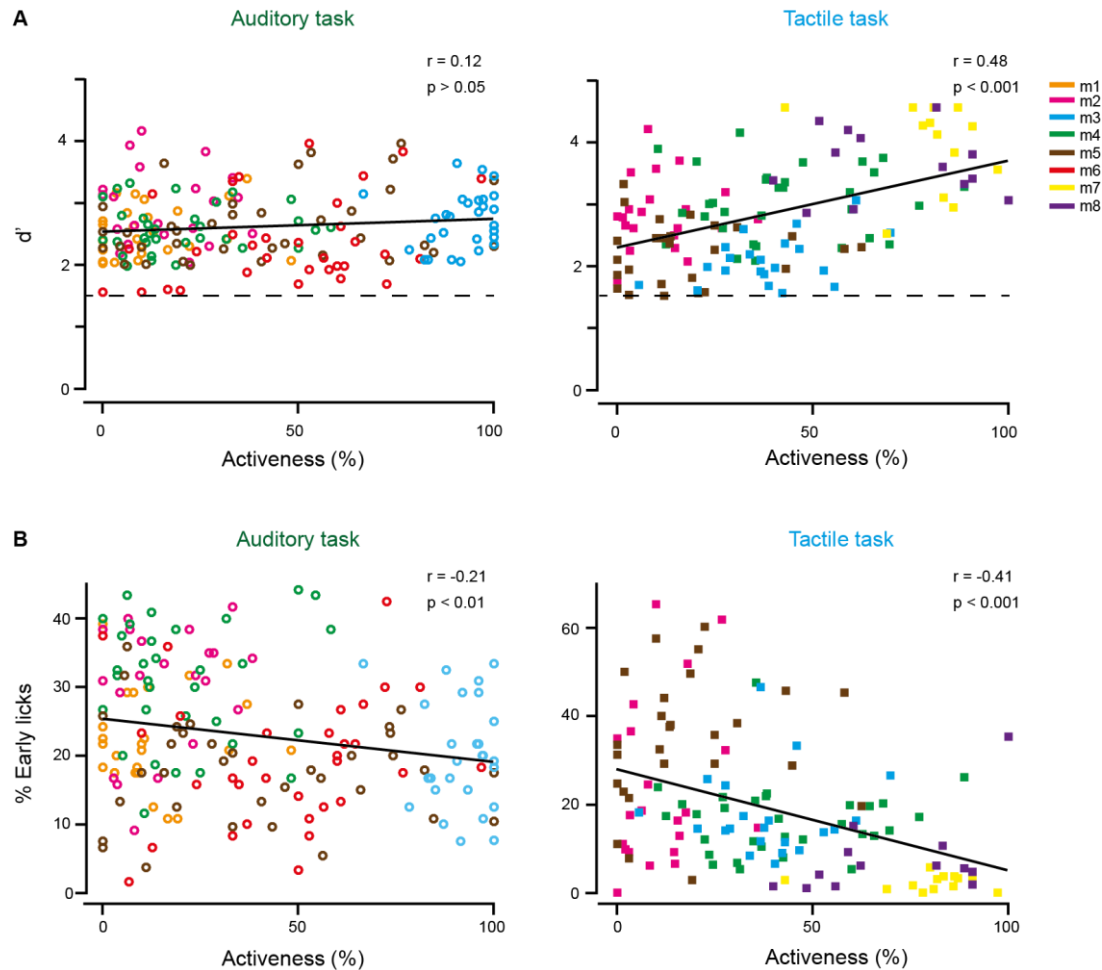 A
Auditory task
Tactile task
r = 0.12
p > 0.05
r = 0.48
p < 0.001
m1
m2
m3
m4
m5
m6
m7
m8
d'
4
2
0
4
2
0
0
50
100
0
50
100
Activeness (%)
Activeness (%)
B
Auditory task
Tactile task
r = -0.21
p < 0.01
r = -0.41
p < 0.001
% Early licks
40
30
20
10
0
60
40
20
0
0
50
100
0
50
100
Activeness (%)
Activeness (%)